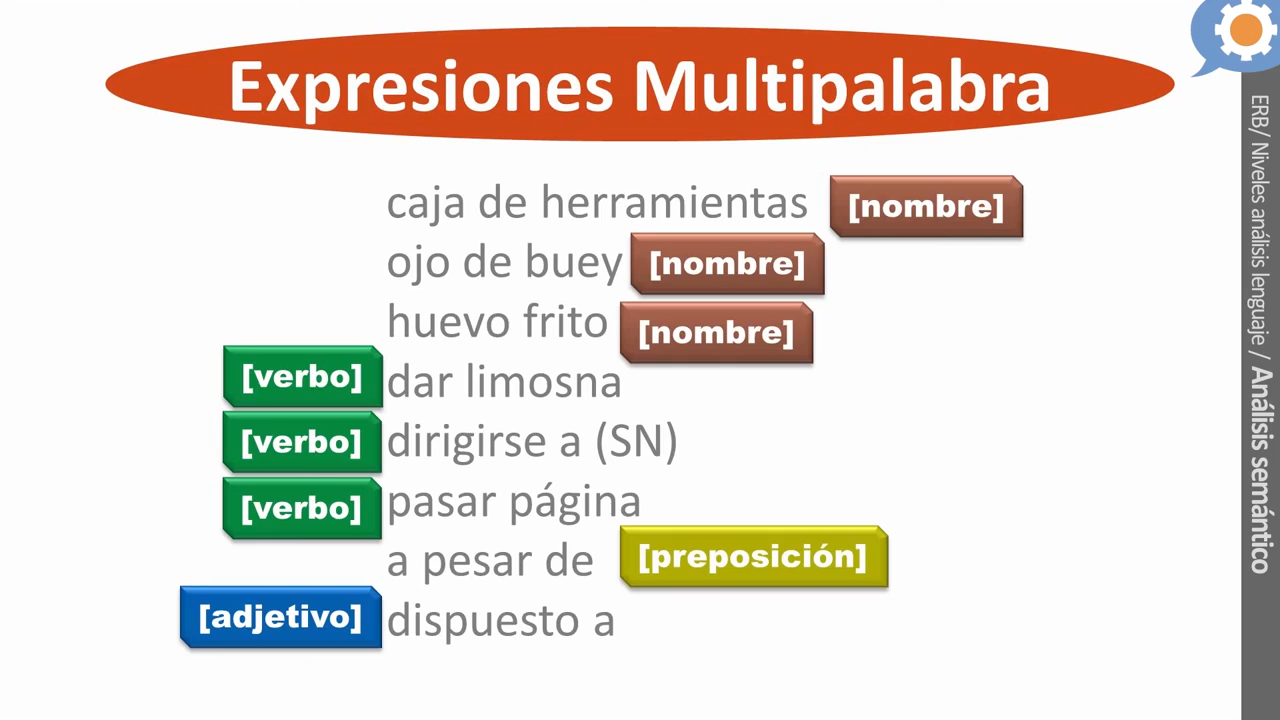 Expresiones Multipalabra
caja de herramientas [nombre]
ojo de buey [nombre]
huevo frito [nombre]
[verbo] dar limosna
[verbo] dirigirse a (SN)
[verbo] pasar página
a pesar de [preposición]
[adjetivo] dispuesto a
ERB/ Niveles análisis lenguaje / Análisis semántico